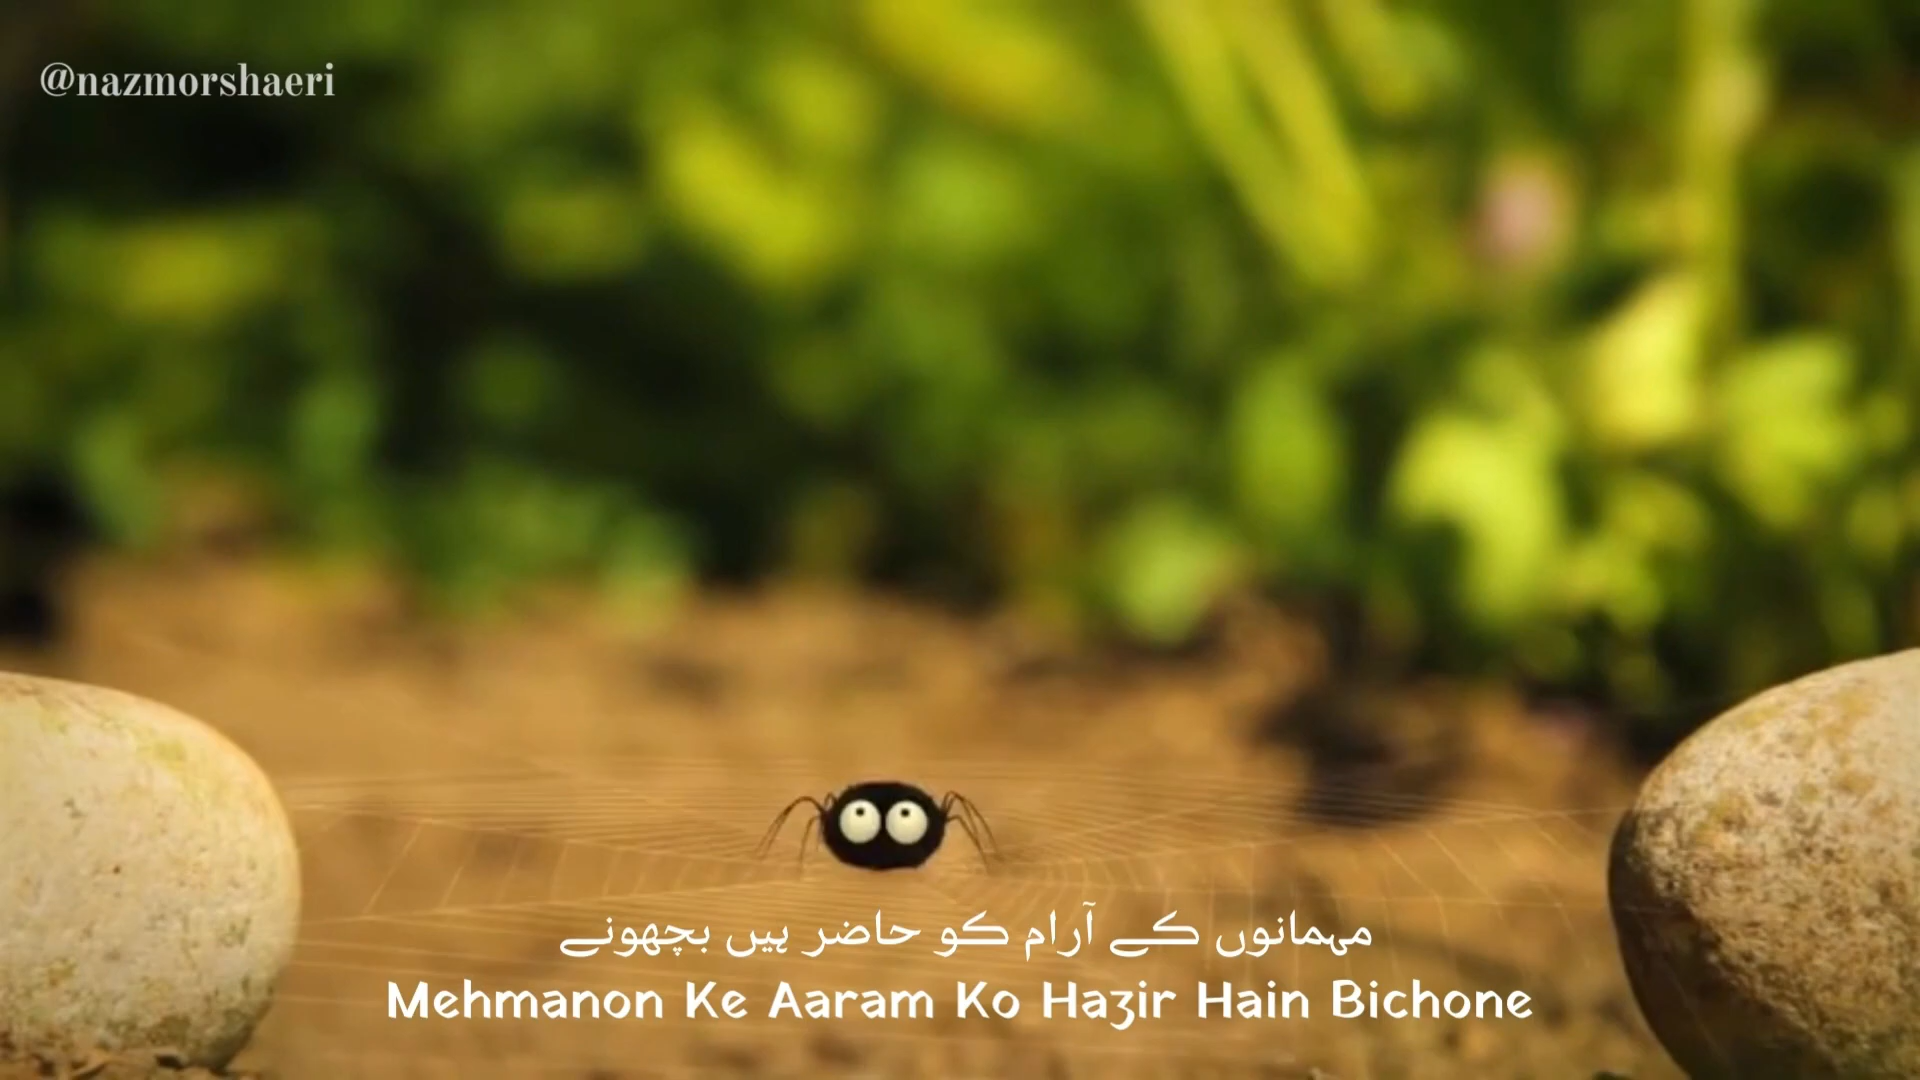 @nazmorshaeri
مہمانوں کے آرام کو حاضر ہیں بچھونے
Mehmanon Ke Aaram Ko Hazir Hain Bichone